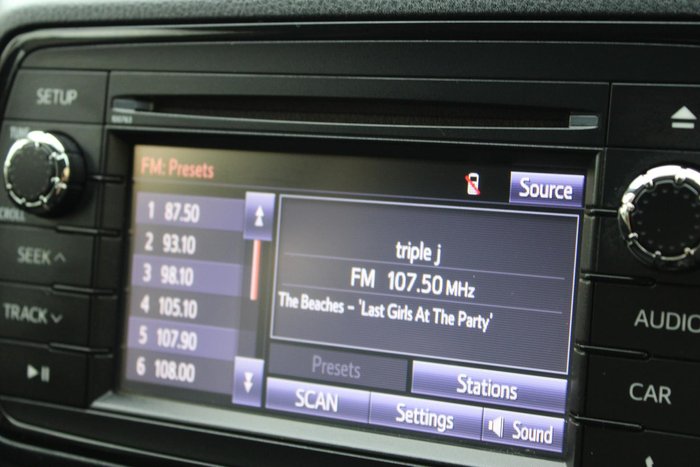 SETUP
TUNE
SCROLL
SEEK
TRACK
FM: Presets
Source
1 87.50
2 93.10
3 98.10
4 105.10
5 107.90
6 108.00
triple j
FM 107.50 MHz
The Beaches - 'Last Girls At The Party'
Presets
Stations
SCAN
Settings
Sound
AUDIO
CAR